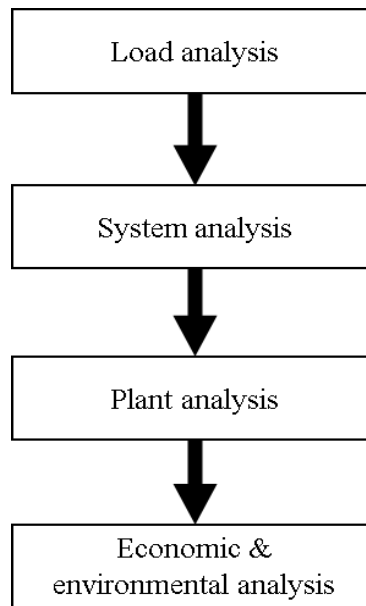 Load analysis
System analysis
Plant analysis
Economic &
environmental analysis